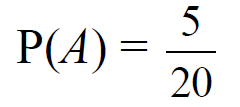 P(A) = 5/20